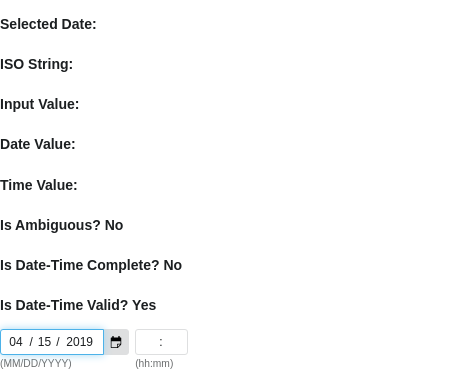 Selected Date:
ISO String:
Input Value:
Date Value:
Time Value:
Is Ambiguous? No
Is Date-Time Complete? No
Is Date-Time Valid? Yes
04 / 15 / 2019 :
(MM/DD/YYYY) (hh:mm)